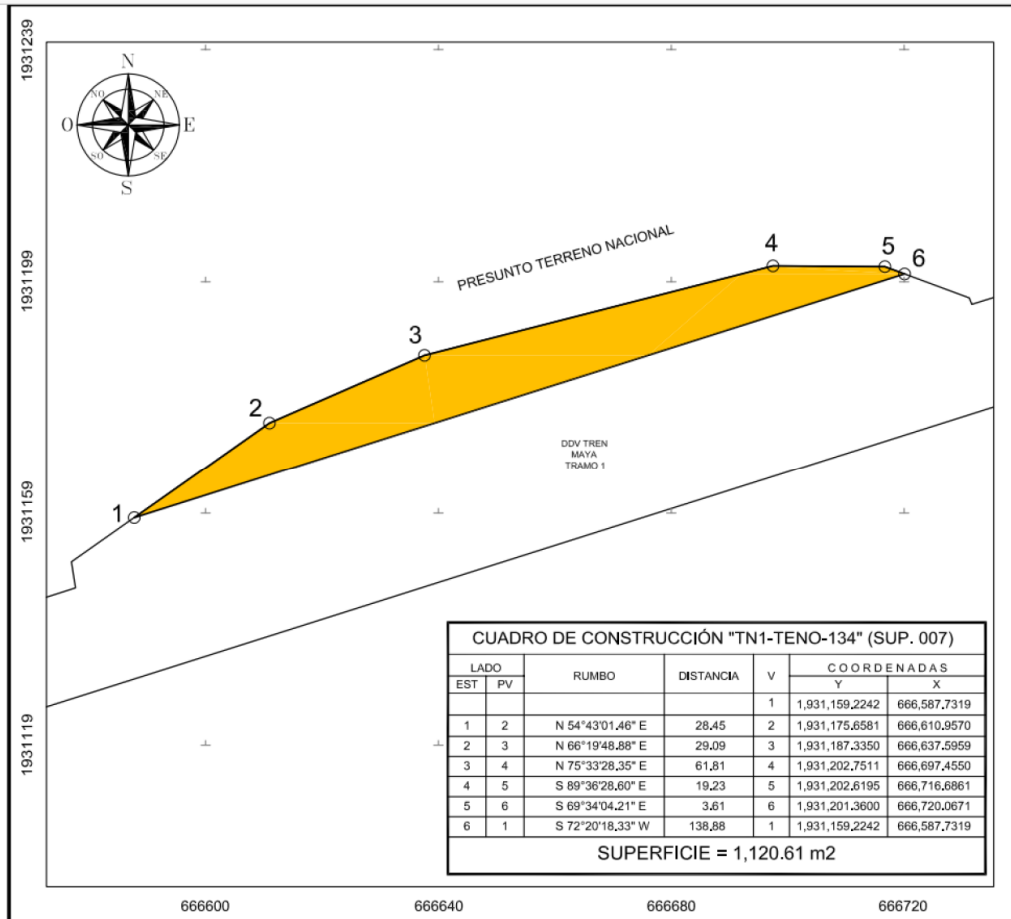 1931239
N
NO NE
O E
SO SE
S
PRESUNTO TERRENO NACIONAL
4
5
6
1931199
3
2
DDV TREN
MAYA
TRAMO 1
1931159
1
1931119
CUADRO DE CONSTRUCCIÓN "TN1-TENO-134" (SUP. 007)
LADO RUMBO DISTANCIA V COORDENADAS
EST PV Y X
1 1,931,159.2242 666,587.7319
1 2 N 54°43'01.46" E 28.45 2 1,931,175.6581 666,610.9570
2 3 N 66°19'48.88" E 29.09 3 1,931,187.3350 666,637.5959
3 4 N 75°33'28.35" E 61.81 4 1,931,202.7511 666,697.4550
4 5 S 89°36'28.60" E 19.23 5 1,931,202.6195 666,716.6861
5 6 S 69°34'04.21" E 3.61 6 1,931,201.3600 666,720.0671
6 1 S 72°20'18.33" W 138.88 1 1,931,159.2242 666,587.7319
SUPERFICIE = 1,120.61 m2
666600 666640 666680 666720